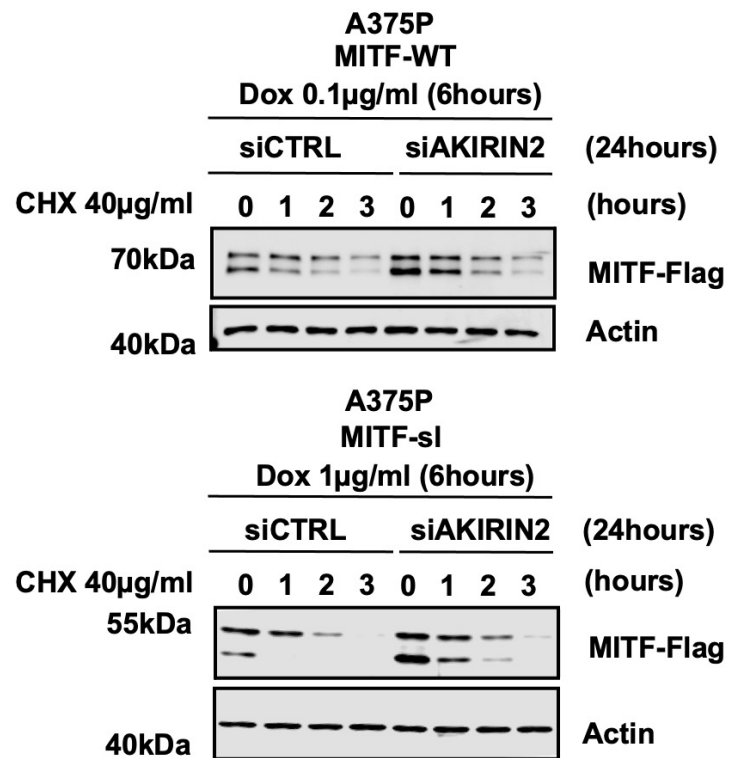 A375P
MITF-WT
Dox 0.1µg/ml (6hours)
siCTRL siAKIRIN2 (24hours)
CHX 40µg/ml 0 1 2 3 0 1 2 3 (hours)
70kDa MITF-Flag
Actin
40kDa
A375P
MITF-sl
Dox 1µg/ml (6hours)
siCTRL siAKIRIN2 (24hours)
CHX 40µg/ml 0 1 2 3 0 1 2 3 (hours)
55kDa
MITF-Flag
Actin
40kDa